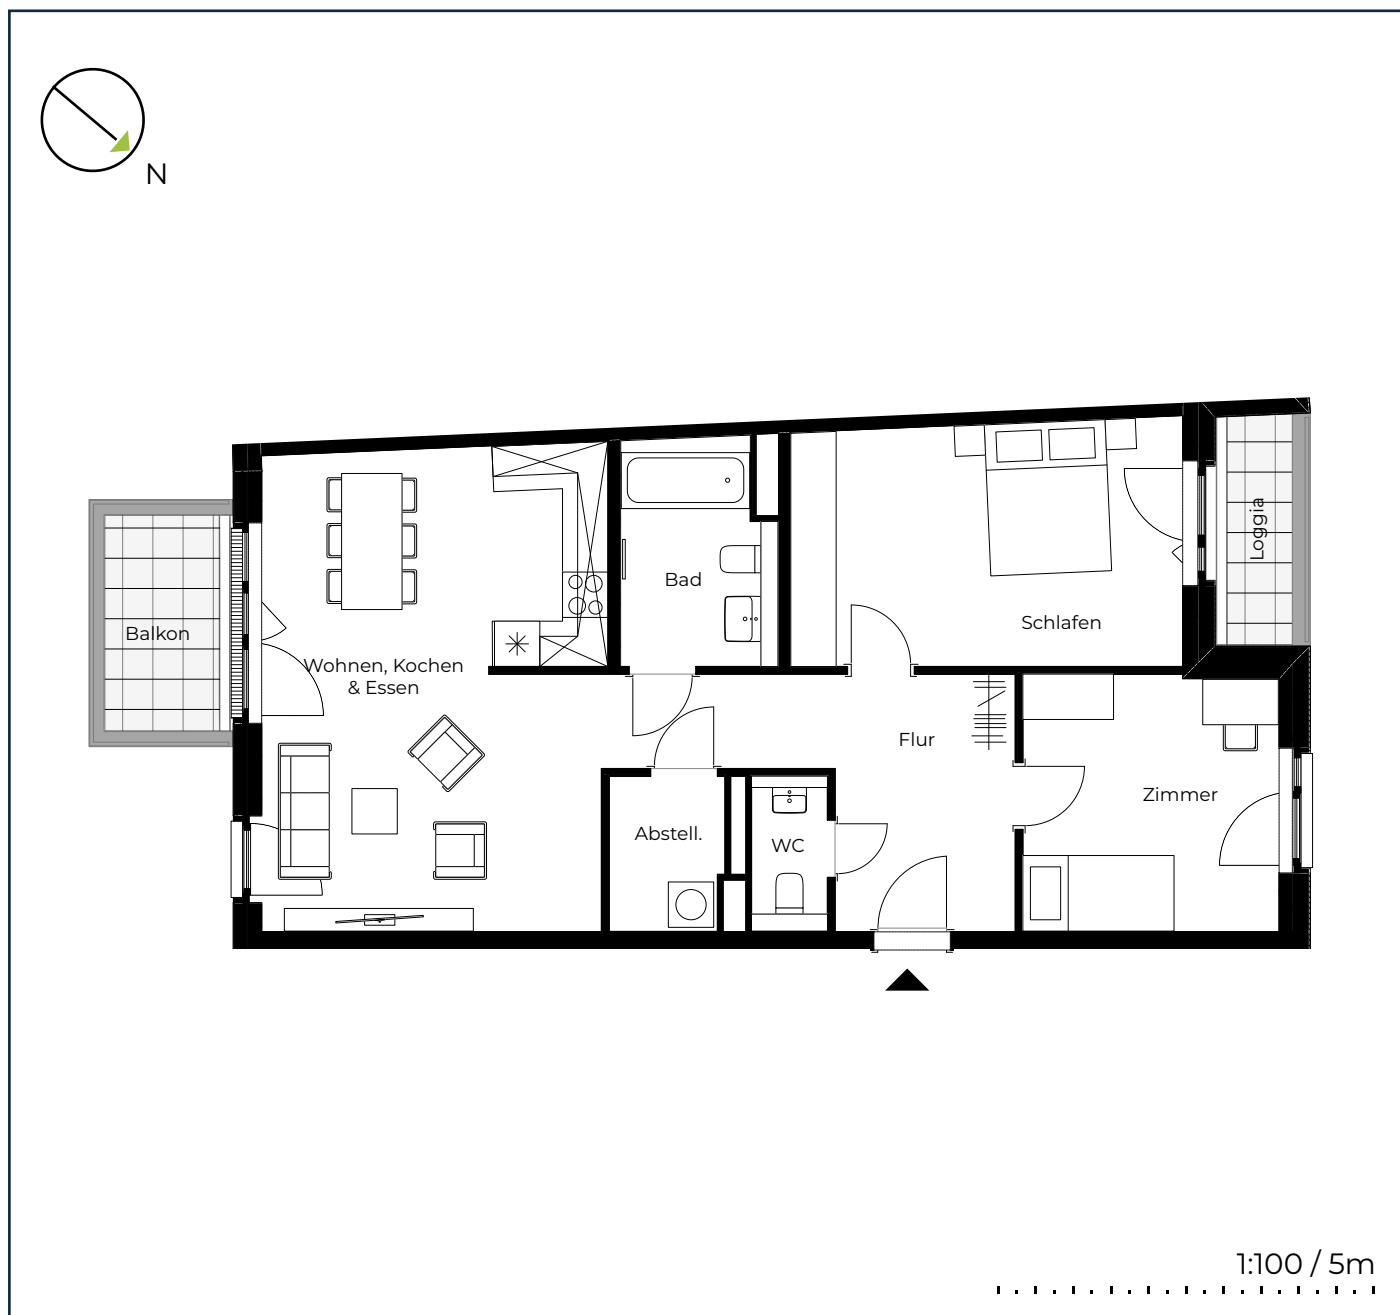 N
Balkon
Wohnen, Kochen
& Essen
Bad
Schlafen
Loggia
Flur
Zimmer
Abstell.
WC
1:100 / 5m